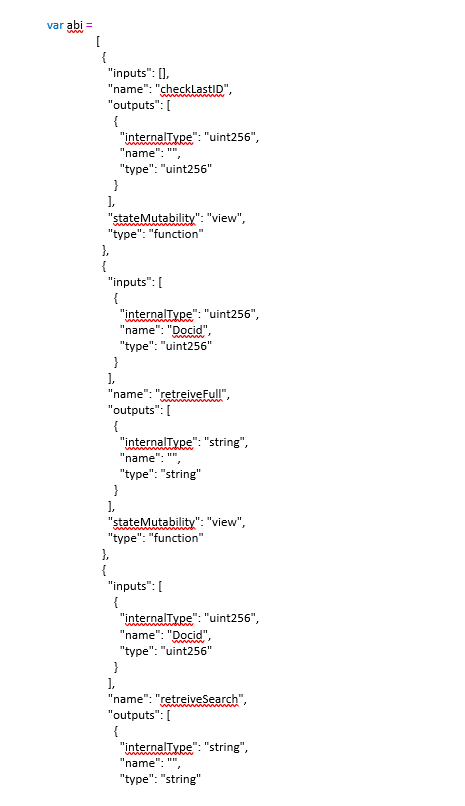 var abi =
[
{
"inputs": [],
"name": "checkLastID",
"outputs": [
{
"internalType": "uint256",
"name": "",
"type": "uint256"
}
],
"stateMutability": "view",
"type": "function"
},
{
"inputs": [
{
"internalType": "uint256",
"name": "Docid",
"type": "uint256"
}
],
"name": "retreiveFull",
"outputs": [
{
"internalType": "string",
"name": "",
"type": "string"
}
],
"stateMutability": "view",
"type": "function"
},
{
"inputs": [
{
"internalType": "uint256",
"name": "Docid",
"type": "uint256"
}
],
"name": "retreiveSearch",
"outputs": [
{
"internalType": "string",
"name": "",
"type": "string"